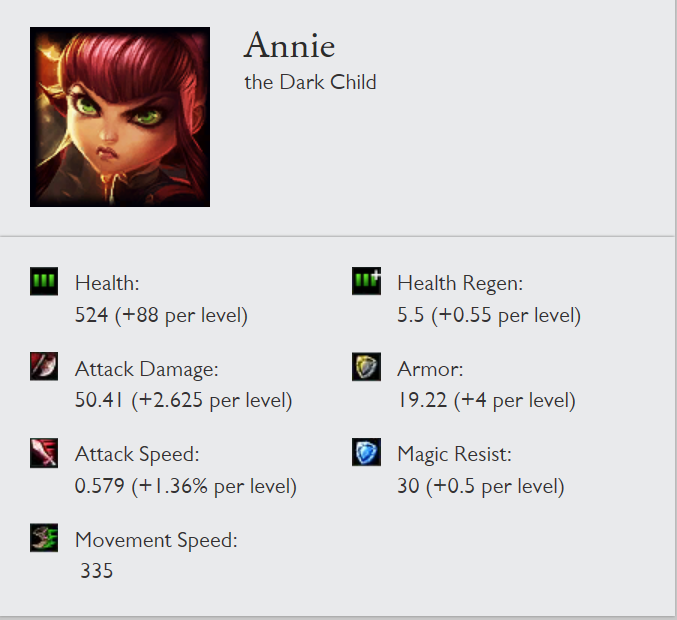 Annie
the Dark Child
Health:
524 (+88 per level)
Health Regen:
5.5 (+0.55 per level)
Attack Damage:
50.41 (+2.625 per level)
Armor:
19.22 (+4 per level)
Attack Speed:
0.579 (+1.36% per level)
Magic Resist:
30 (+0.5 per level)
Movement Speed:
335